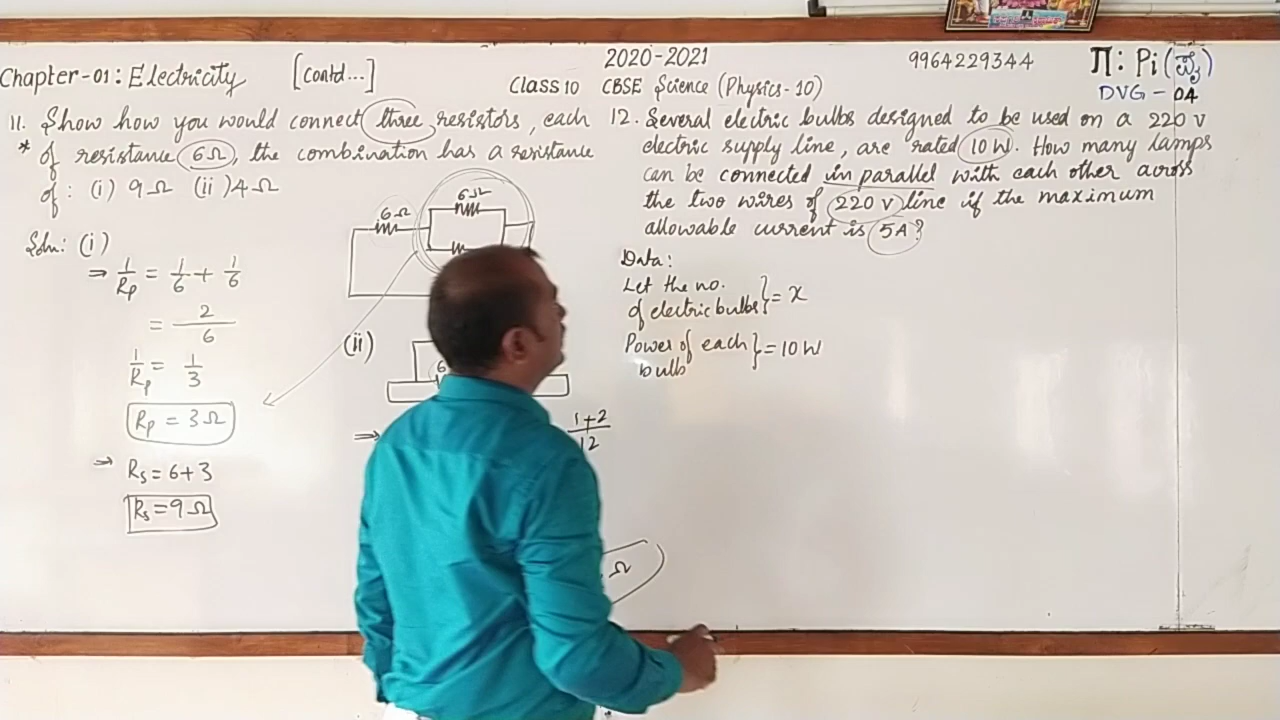 2020-2021
9964229344
Π: Pi (ಪೈ)
Chapter-01: Electricity [Contd...]
Class 10 CBSE Science (Physics-10)
DVG - 04
11. Show how you would connect three resistors, each
* of resistance 6Ω, the combination has a resistance
of: (i) 9Ω (ii) 4Ω
Soln: (i)
⇒ 1/Rp = 1/6 + 1/6
= 2/6
1/Rp = 1/3
Rp = 3Ω
⇒ Rs = 6+3
Rs = 9Ω
6Ω
6Ω
(ii)
6
⇒
1+2/12
Ω
12. Several electric bulbs designed to be used on a 220 v
electric supply line, are rated 10 W. How many lamps
can be connected in parallel with each other across
the two wires of 220 v line if the maximum
allowable current is 5A?
Data:
Let the no.
of electric bulbs } = x
Power of each
bulb } = 10 W